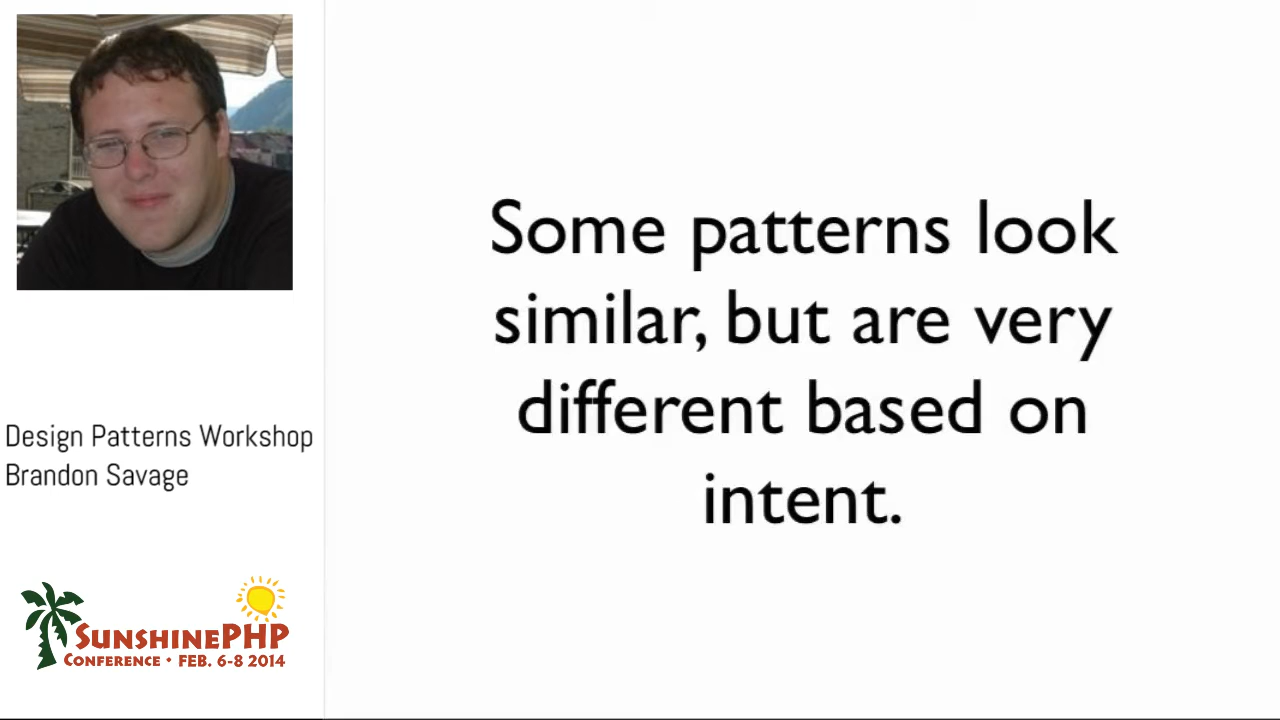 Some patterns look
similar, but are very
different based on
intent.
Design Patterns Workshop
Brandon Savage
SUNSHINEPHP
CONFERENCE • FEB. 6-8 2014